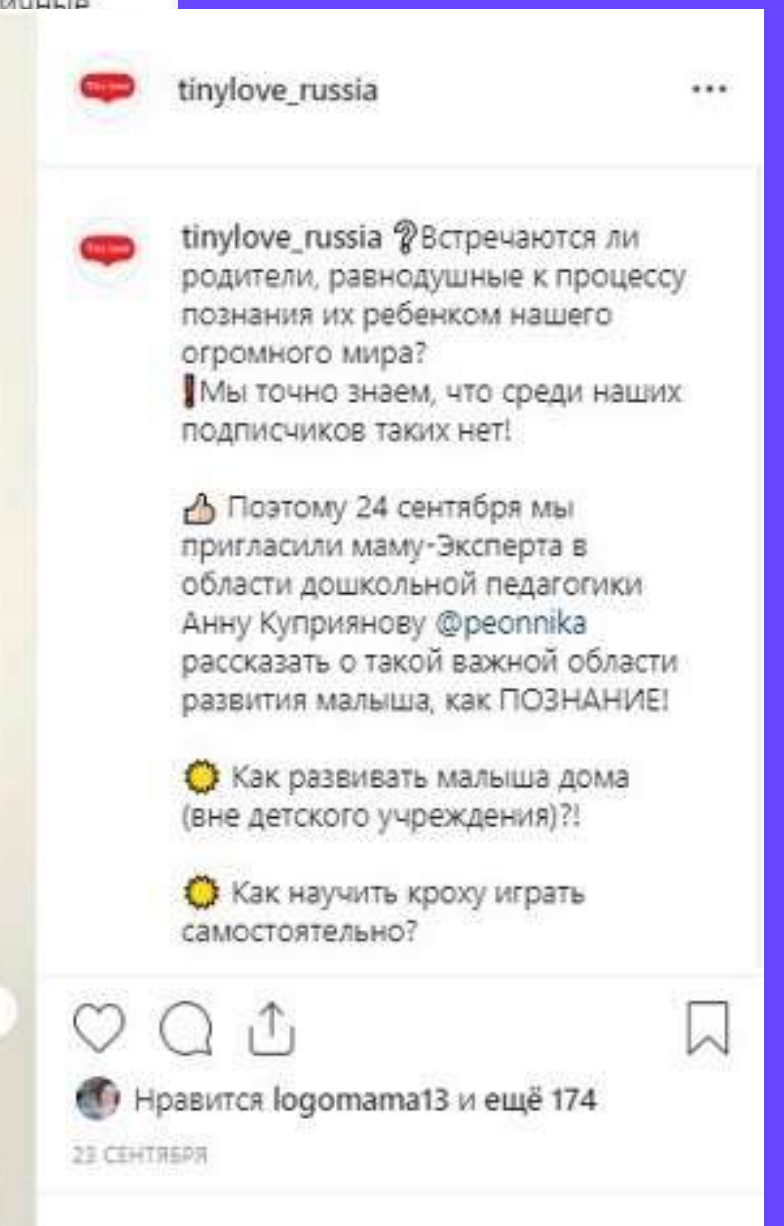 ичные
tinylove_russia
tinylove_russia ❔Встречаются ли
родители, равнодушные к процессу
познания их ребенком нашего
огромного мира?
❗Мы точно знаем, что среди наших
подписчиков таких нет!
👍🏻 Поэтому 24 сентября мы
пригласили маму-Эксперта в
области дошкольной педагогики
Анну Куприянову @peonnika
рассказать о такой важной области
развития малыша, как ПОЗНАНИЕ!
Как развивать малыша дома
(вне детского учреждения)?!
Как научить кроху играть
самостоятельно?
Нравится logomama13 и ещё 174
23 СЕНТЯБРЯ